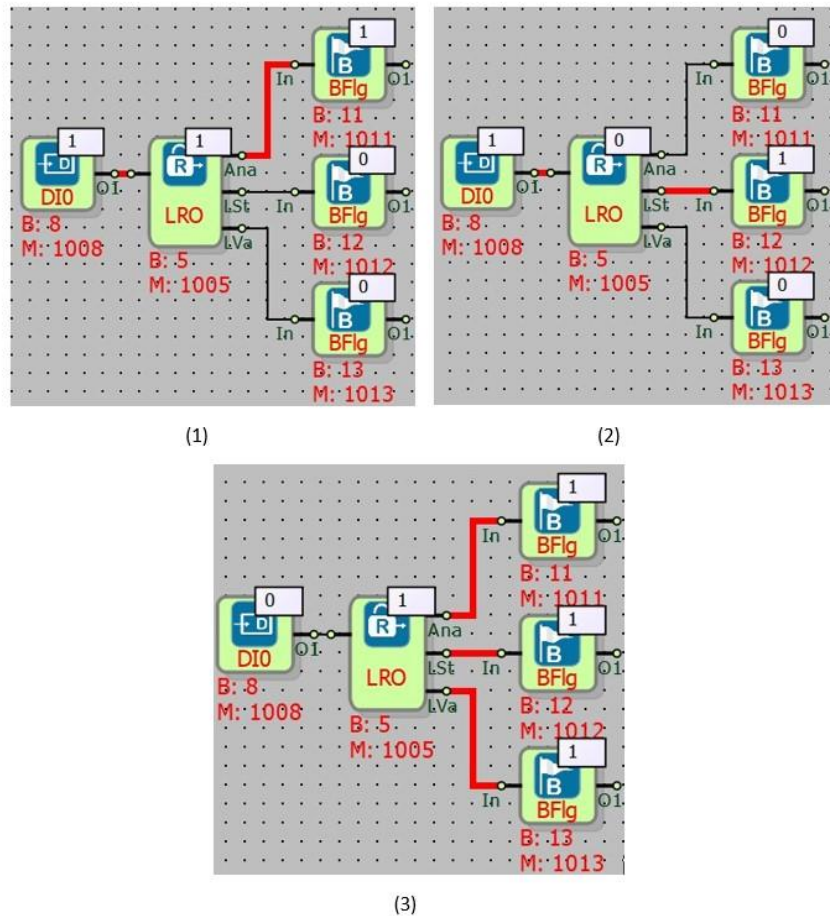 1
B
In
Q1
BFlg
B: 11
M: 1011
1
D
Q1
DI0
B: 8
M: 1008
1
R
Ana
LSt
LVa
LRO
B: 5
M: 1005
0
B
In
Q1
BFlg
B: 12
M: 1012
0
B
In
Q1
BFlg
B: 13
M: 1013
(1)
0
B
In
Q1
BFlg
B: 11
M: 1011
1
D
Q1
DI0
B: 8
M: 1008
0
R
Ana
LSt
LVa
LRO
B: 5
M: 1005
1
B
In
Q1
BFlg
B: 12
M: 1012
0
B
In
Q1
BFlg
B: 13
M: 1013
(2)
1
B
In
Q1
BFlg
B: 11
M: 1011
0
D
Q1
DI0
B: 8
M: 1008
1
R
Ana
LSt
LVa
LRO
B: 5
M: 1005
1
B
In
Q1
BFlg
B: 12
M: 1012
1
B
In
Q1
BFlg
B: 13
M: 1013
(3)